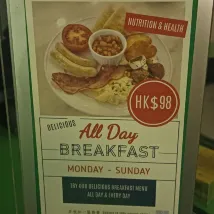 NUTRITION & HEALTH
HK$98
DELICIOUS
All Day
BREAKFAST
MONDAY - SUNDAY
TRY OUR DELICIOUS BREAKFAST MENU
ALL DAY & EVERY DAY